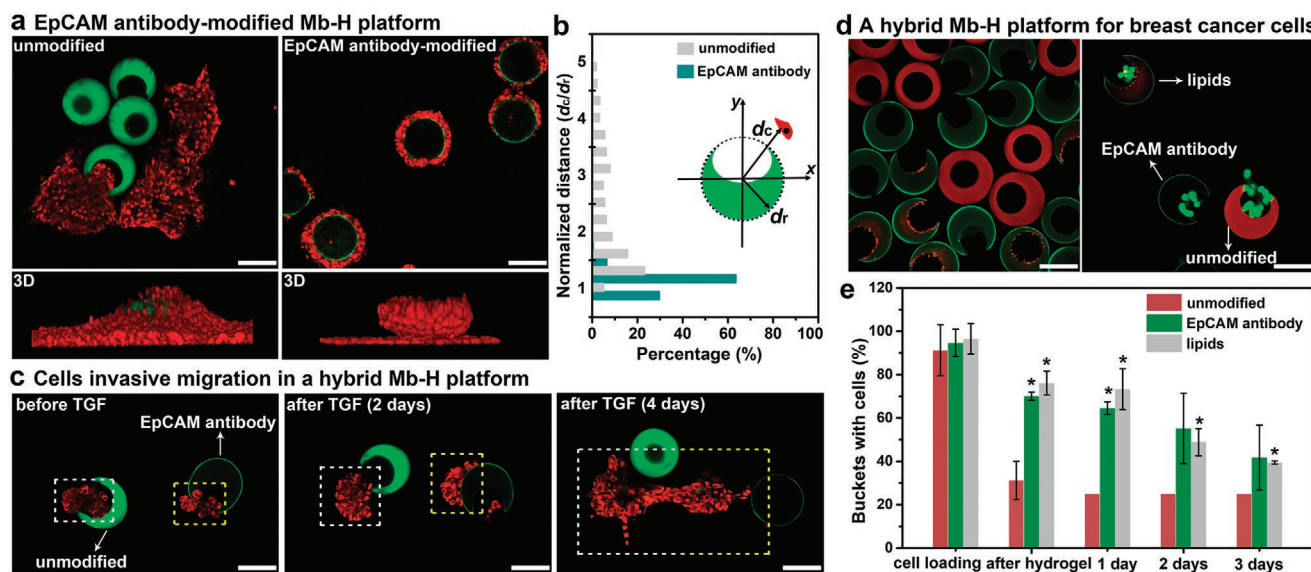 a EpCAM antibody-modified Mb-H platform
unmodified
EpCAM antibody-modified
3D
3D
b
unmodified
EpCAM antibody
Normalized distance (dc/dr)
5
4
3
2
1
y
x
dc
dr
0 20 40 60 80 100
Percentage (%)
c Cells invasive migration in a hybrid Mb-H platform
before TGF
EpCAM antibody
unmodified
after TGF (2 days)
after TGF (4 days)
d A hybrid Mb-H platform for breast cancer cells
lipids
EpCAM antibody
unmodified
e
Buckets with cells (%)
120
100
80
60
40
20
0
unmodified
EpCAM antibody
lipids
* * * * * *
cell loading after hydrogel 1 day 2 days 3 days